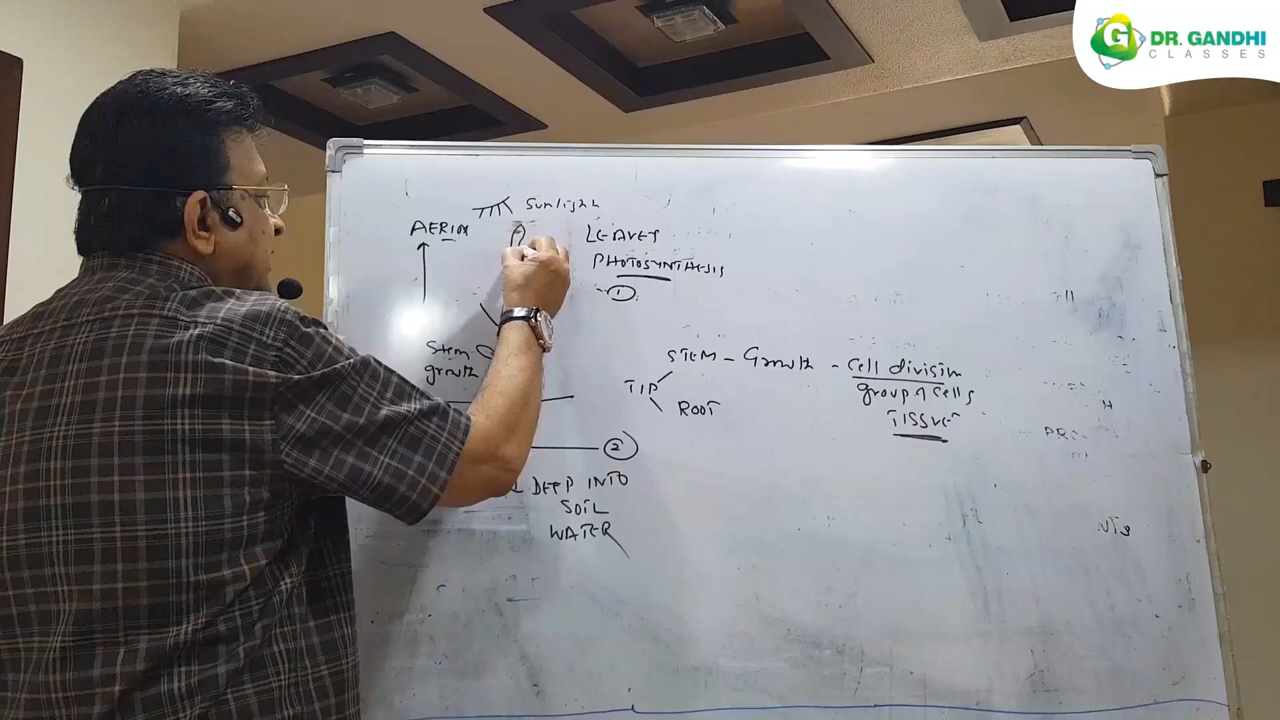 DR. GANDHI
CLASSES
Sunlight
LEAVES
PHOTOSYNTHESIS
1
Stem
growth
STEM - Growth - Cell division
group of cells
TISSUE
TIP
ROOT
2
DEEP INTO
SOIL
WATER